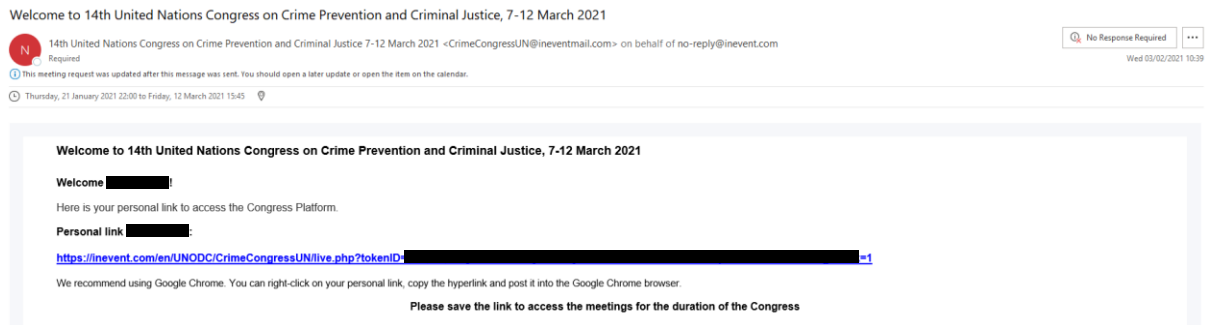 Welcome to 14th United Nations Congress on Crime Prevention and Criminal Justice, 7-12 March 2021
N
14th United Nations Congress on Crime Prevention and Criminal Justice 7-12 March 2021 <CrimeCongressUN@ineventmail.com> on behalf of no-reply@inevent.com
No Response Required
...
Required
Wed 03/02/2021 10:39
This meeting request was updated after this message was sent. You should open a later update or open the item on the calendar.
Thursday, 21 January 2021 22:00 to Friday, 12 March 2021 15:45
Welcome to 14th United Nations Congress on Crime Prevention and Criminal Justice, 7-12 March 2021
Welcome !
Here is your personal link to access the Congress Platform.
Personal link :
https://inevent.com/en/UNODC/CrimeCongressUN/live.php?tokenID= =1
We recommend using Google Chrome. You can right-click on your personal link, copy the hyperlink and post it into the Google Chrome browser.
Please save the link to access the meetings for the duration of the Congress